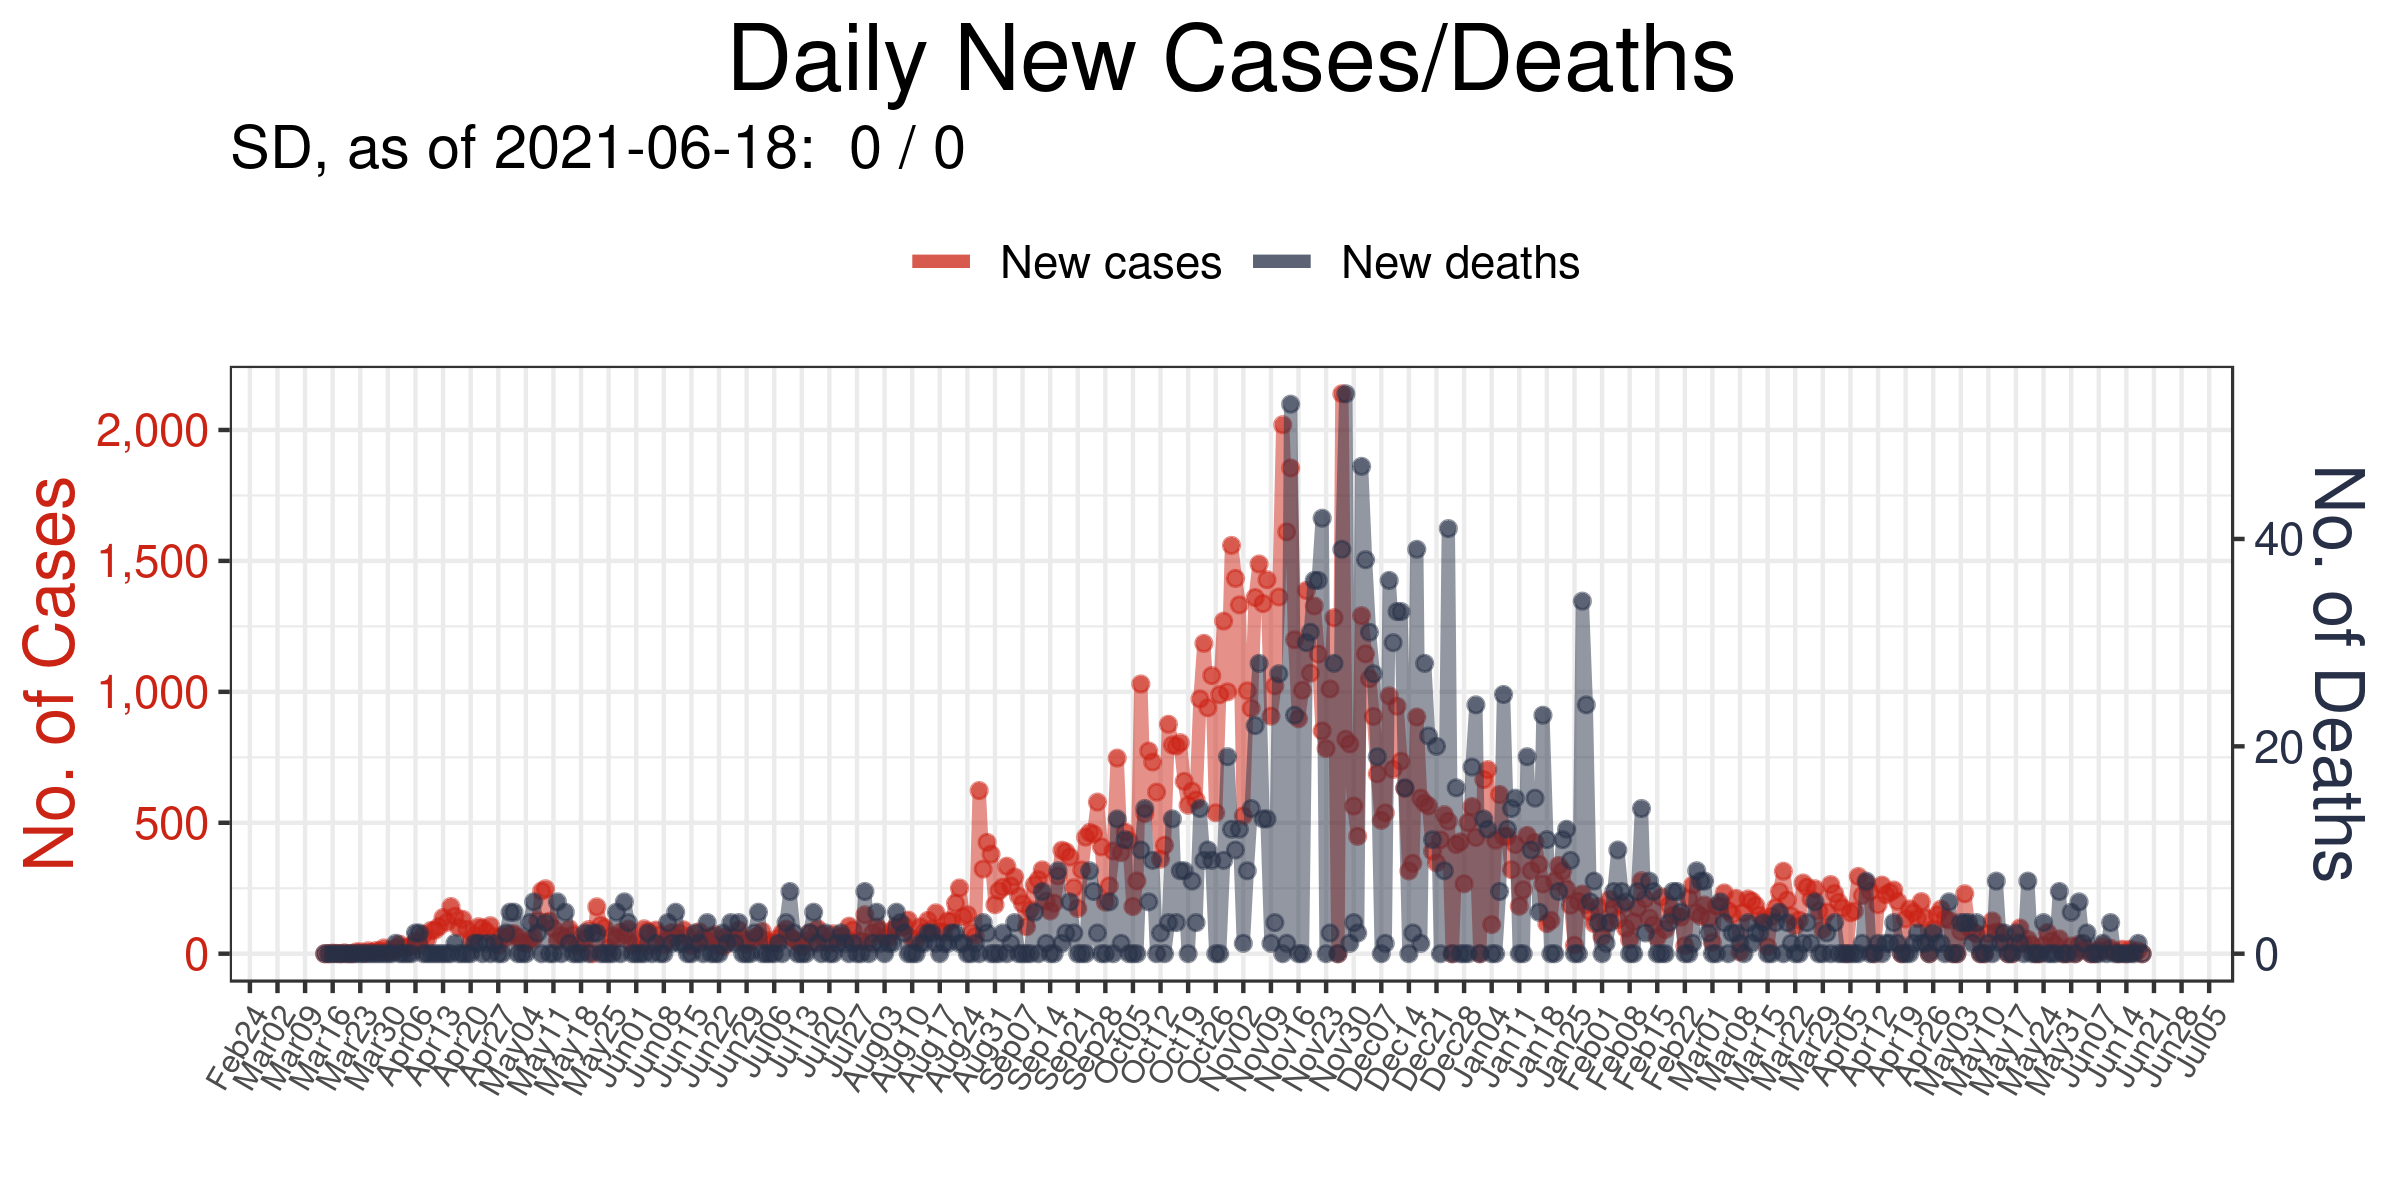 Daily New Cases/Deaths
SD, as of 2021-06-18:  0 / 0
New cases
New deaths
No. of Cases
2,000
1,500
1,000
500
0
No. of Deaths
40
20
0
Feb24
Mar02
Mar09
Mar16
Mar23
Mar30
Apr06
Apr13
Apr20
Apr27
May04
May11
May18
May25
Jun01
Jun08
Jun15
Jun22
Jun29
Jul06
Jul13
Jul20
Jul27
Aug03
Aug10
Aug17
Aug24
Aug31
Sep07
Sep14
Sep21
Sep28
Oct05
Oct12
Oct19
Oct26
Nov02
Nov09
Nov16
Nov23
Nov30
Dec07
Dec14
Dec21
Dec28
Jan04
Jan11
Jan18
Jan25
Feb01
Feb08
Feb15
Feb22
Mar01
Mar08
Mar15
Mar22
Mar29
Apr05
Apr12
Apr19
Apr26
May03
May10
May17
May24
May31
Jun07
Jun14
Jun21
Jun28
Jul05